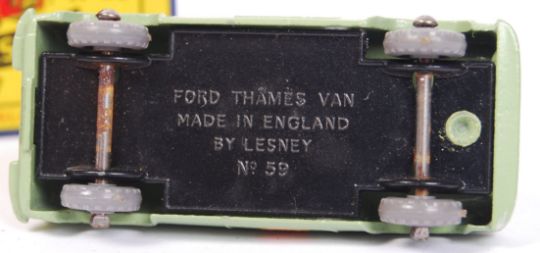 FORD THAMES VAN
MADE IN ENGLAND
BY LESNEY
Nº 59